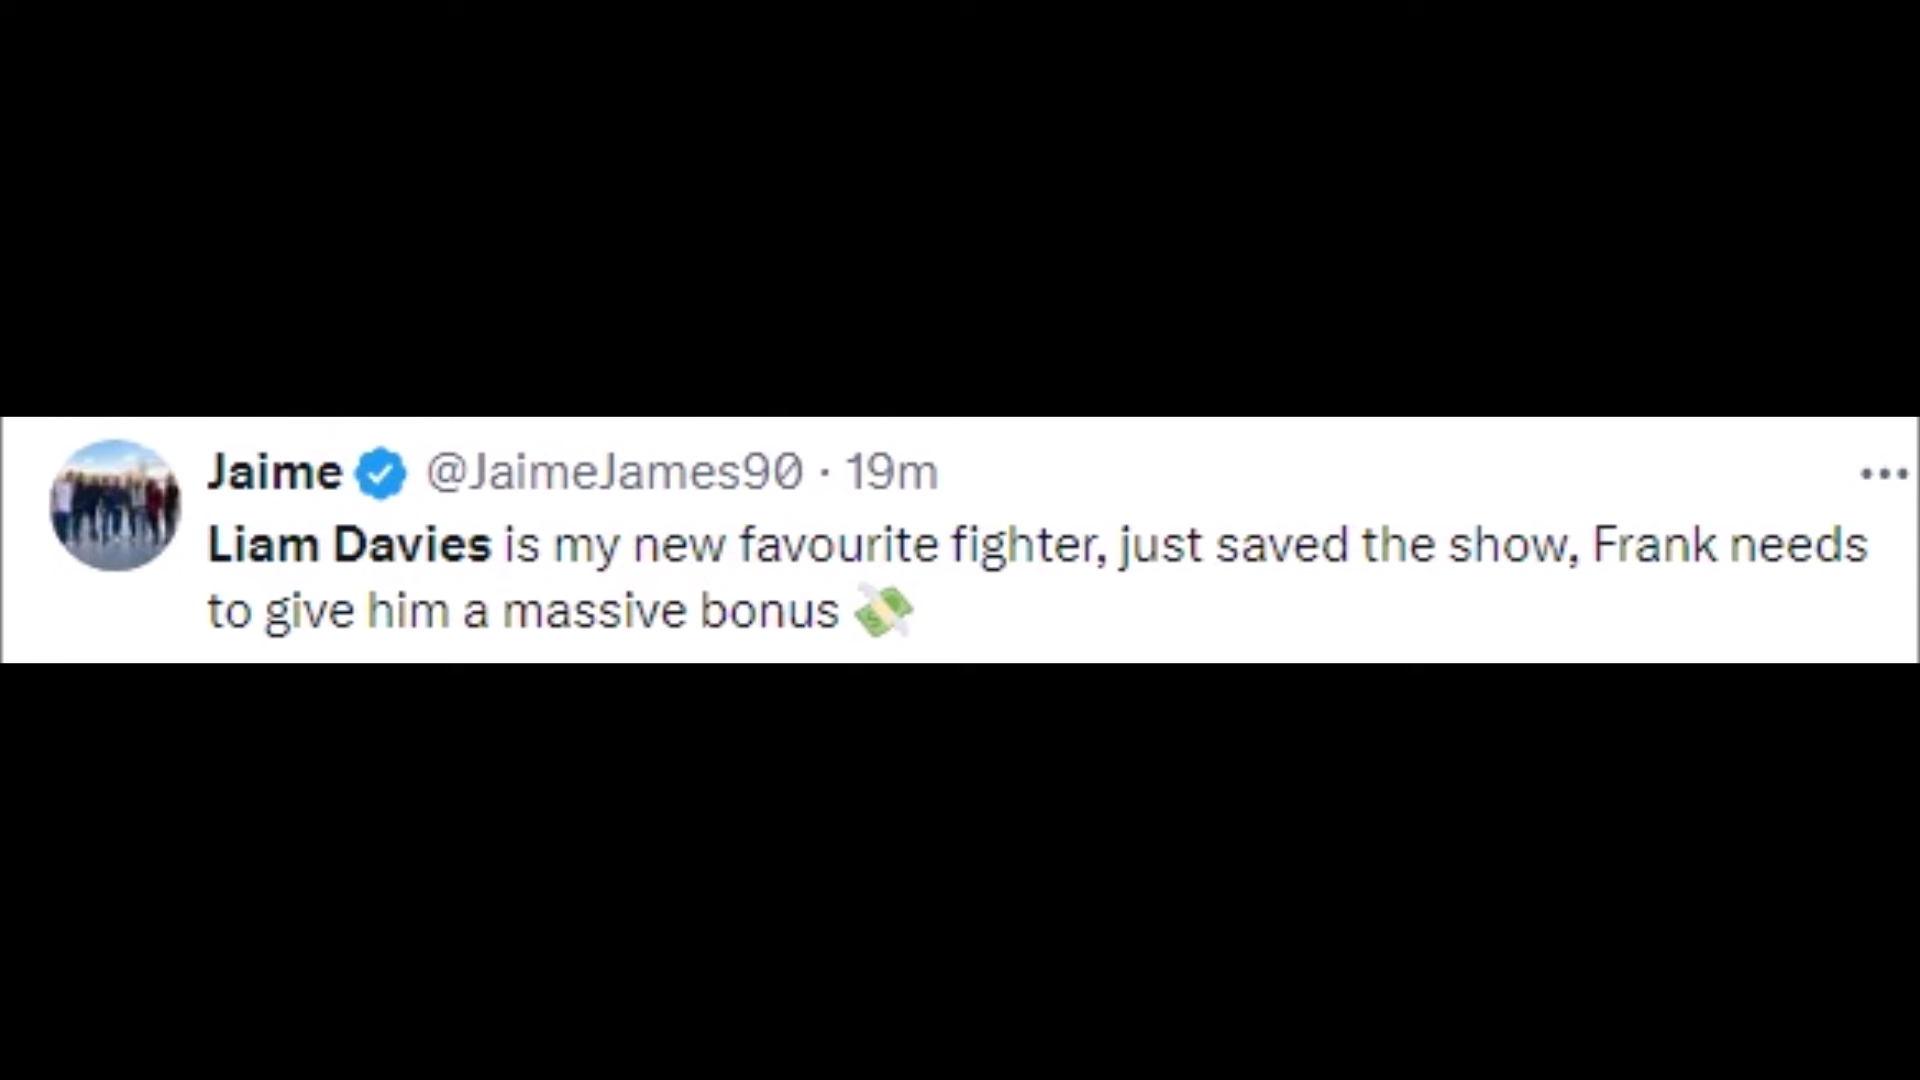 Jaime @JaimeJames90 · 19m
Liam Davies is my new favourite fighter, just saved the show, Frank needs
to give him a massive bonus 💸